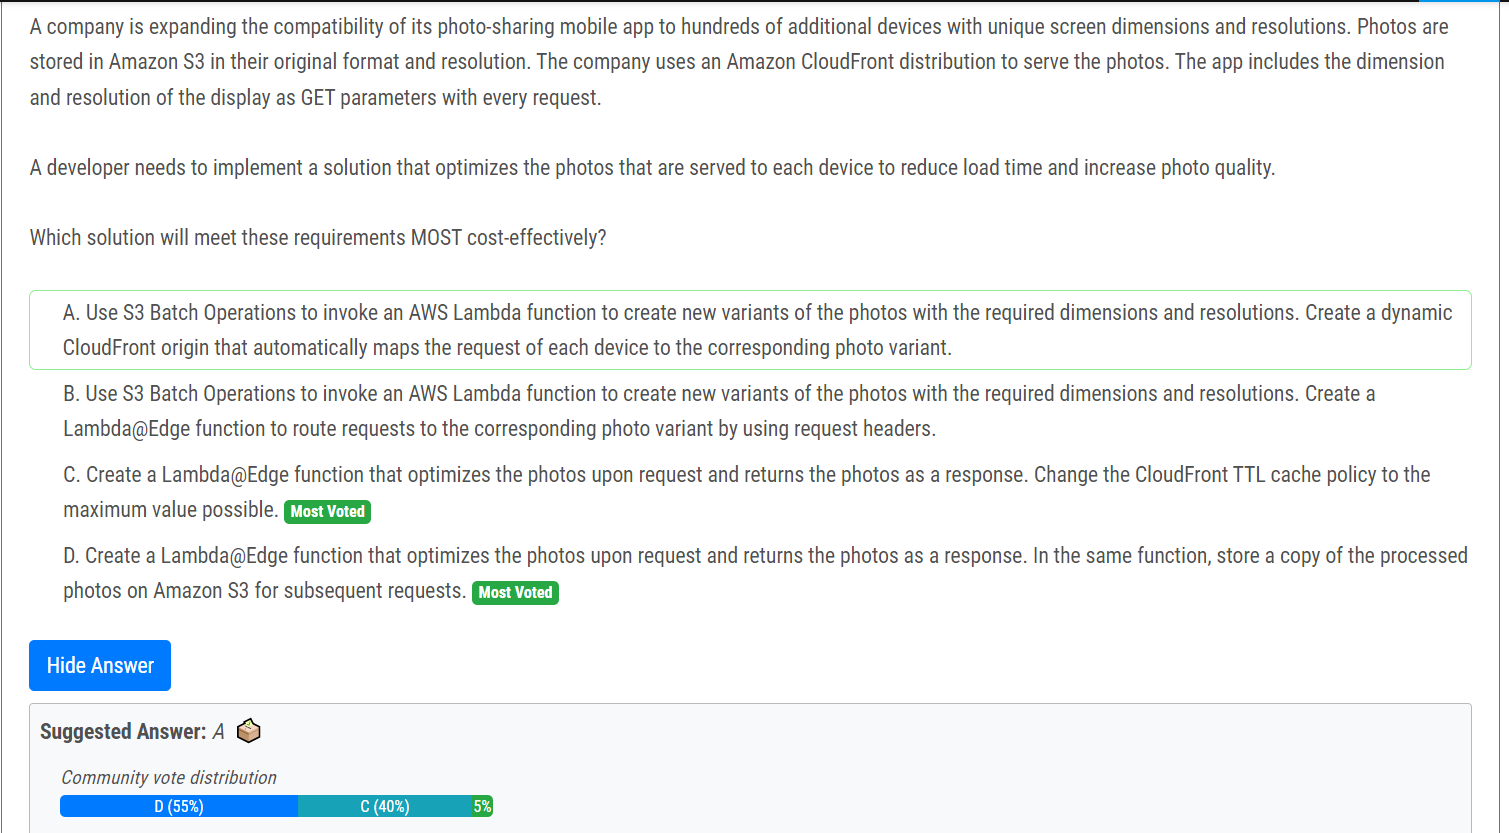 A company is expanding the compatibility of its photo-sharing mobile app to hundreds of additional devices with unique screen dimensions and resolutions. Photos are
stored in Amazon S3 in their original format and resolution. The company uses an Amazon CloudFront distribution to serve the photos. The app includes the dimension
and resolution of the display as GET parameters with every request.
A developer needs to implement a solution that optimizes the photos that are served to each device to reduce load time and increase photo quality.
Which solution will meet these requirements MOST cost-effectively?
A. Use S3 Batch Operations to invoke an AWS Lambda function to create new variants of the photos with the required dimensions and resolutions. Create a dynamic
CloudFront origin that automatically maps the request of each device to the corresponding photo variant.
B. Use S3 Batch Operations to invoke an AWS Lambda function to create new variants of the photos with the required dimensions and resolutions. Create a
Lambda@Edge function to route requests to the corresponding photo variant by using request headers.
C. Create a Lambda@Edge function that optimizes the photos upon request and returns the photos as a response. Change the CloudFront TTL cache policy to the
maximum value possible. Most Voted
D. Create a Lambda@Edge function that optimizes the photos upon request and returns the photos as a response. In the same function, store a copy of the processed
photos on Amazon S3 for subsequent requests. Most Voted
Hide Answer
Suggested Answer: A
Community vote distribution
D (55%) C (40%) 5%